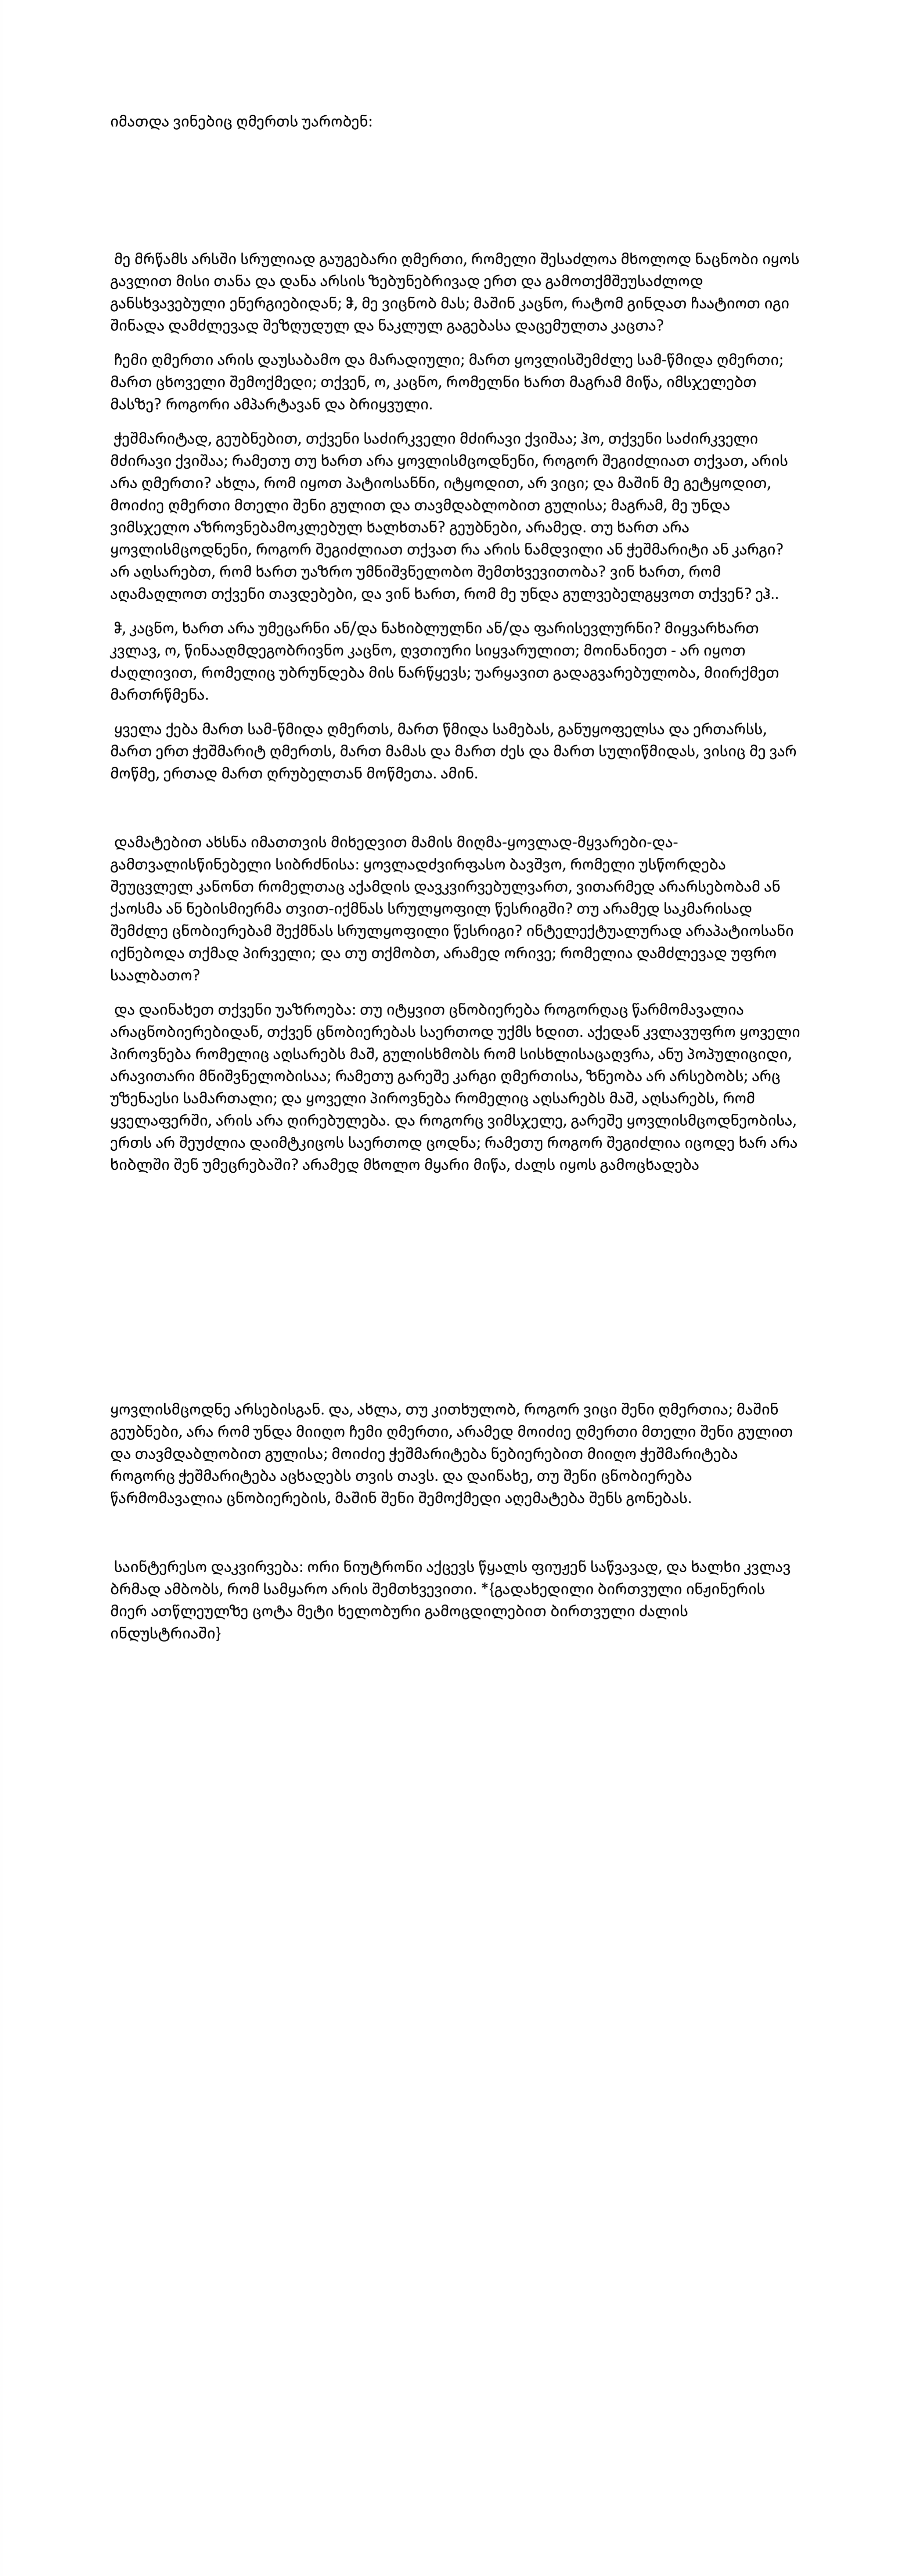 იმათდა ვინებიც ღმერთს უარობენ:
მე მრწამს არსში სრულიად გაუგებარი ღმერთი, რომელი შესაძლოა მხოლოდ ნაცნობი იყოს
გავლით მისი თანა და დანა არსის ზებუნებრივად ერთ და გამოთქმშეუსაძლოდ
განსხვავებული ენერგიებიდან; ჵ, მე ვიცნობ მას; მაშინ კაცნო, რატომ გინდათ ჩაატიოთ იგი
შინადა დამძლევად შეზღუდულ და ნაკლულ გაგებასა დაცემულთა კაცთა?
ჩემი ღმერთი არის დაუსაბამო და მარადიული; მართ ყოვლისშემძლე სამ-წმიდა ღმერთი;
მართ ცხოველი შემოქმედი; თქვენ, ო, კაცნო, რომელნი ხართ მაგრამ მიწა, იმსჯელებთ
მასზე? როგორი ამპარტავან და ბრიყვული.
ჭეშმარიტად, გეუბნებით, თქვენი საძირკველი მძირავი ქვიშაა; ჰო, თქვენი საძირკველი
მძირავი ქვიშაა; რამეთუ თუ ხართ არა ყოვლისმცოდნენი, როგორ შეგიძლიათ თქვათ, არის
არა ღმერთი? ახლა, რომ იყოთ პატიოსანნი, იტყოდით, არ ვიცი; და მაშინ მე გეტყოდით,
მოიძიე ღმერთი მთელი შენი გულით და თავმდაბლობით გულისა; მაგრამ, მე უნდა
ვიმსჯელო აზროვნებამოკლებულ ხალხთან? გეუბნები, არამედ. თუ ხართ არა
ყოვლისმცოდნენი, როგორ შეგიძლიათ თქვათ რა არის ნამდვილი ან ჭეშმარიტი ან კარგი?
არ აღსარებთ, რომ ხართ უაზრო უმნიშვნელობო შემთხვევითობა? ვინ ხართ, რომ
აღამაღლოთ თქვენი თავდებები, და ვინ ხართ, რომ მე უნდა გულვებელგყვოთ თქვენ? ეჰ..
ჵ, კაცნო, ხართ არა უმეცარნი ან/და ნახიბლულნი ან/და ფარისევლურნი? მიყვარხართ
კვლავ, ო, წინააღმდეგობრივნო კაცნო, ღვთიური სიყვარულით; მოინანიეთ - არ იყოთ
ძაღლივით, რომელიც უბრუნდება მის ნარწყევს; უარყავით გადაგვარებულობა, მიირქმეთ
მართრწმენა.
ყველა ქება მართ სამ-წმიდა ღმერთს, მართ წმიდა სამებას, განუყოფელსა და ერთარსს,
მართ ერთ ჭეშმარიტ ღმერთს, მართ მამას და მართ ძეს და მართ სულიწმიდას, ვისიც მე ვარ
მოწმე, ერთად მართ ღრუბელთან მოწმეთა. ამინ.
დამატებით ახსნა იმათთვის მიხედვით მამის მიღმა-ყოვლად-მყვარები-და-
გამთვალისწინებელი სიბრძნისა: ყოვლადძვირფასო ბავშვო, რომელი უსწორდება
შეუცვლელ კანონთ რომელთაც აქამდის დავკვირვებულვართ, ვითარმედ არარსებობამ ან
ქაოსმა ან ნებისმიერმა თვით-იქმნას სრულყოფილ წესრიგში? თუ არამედ საკმარისად
შემძლე ცნობიერებამ შექმნას სრულყოფილი წესრიგი? ინტელექტუალურად არაპატიოსანი
იქნებოდა თქმად პირველი; და თუ თქმობთ, არამედ ორივე; რომელია დამძლევად უფრო
საალბათო?
და დაინახეთ თქვენი უაზროება: თუ იტყვით ცნობიერება როგორღაც წარმომავალია
არაცნობიერებიდან, თქვენ ცნობიერებას საერთოდ უქმს ხდით. აქედან კვლავუფრო ყოველი
პიროვნება რომელიც აღსარებს მაშ, გულისხმობს რომ სისხლისაცაღვრა, ანუ პოპულიციდი,
არავითარი მნიშვნელობისაა; რამეთუ გარეშე კარგი ღმერთისა, ზნეობა არ არსებობს; არც
უზენაესი სამართალი; და ყოველი პიროვნება რომელიც აღსარებს მაშ, აღსარებს, რომ
ყველაფერში, არის არა ღირებულება. და როგორც ვიმსჯელე, გარეშე ყოვლისმცოდნეობისა,
ერთს არ შეუძლია დაიმტკიცოს საერთოდ ცოდნა; რამეთუ როგორ შეგიძლია იცოდე ხარ არა
ხიბლში შენ უმეცრებაში? არამედ მხოლო მყარი მიწა, ძალს იყოს გამოცხადება
ყოვლისმცოდნე არსებისგან. და, ახლა, თუ კითხულობ, როგორ ვიცი შენი ღმერთია; მაშინ
გეუბნები, არა რომ უნდა მიიღო ჩემი ღმერთი, არამედ მოიძიე ღმერთი მთელი შენი გულით
და თავმდაბლობით გულისა; მოიძიე ჭეშმარიტება ნებიერებით მიიღო ჭეშმარიტება
როგორც ჭეშმარიტება აცხადებს თვის თავს. და დაინახე, თუ შენი ცნობიერება
წარმომავალია ცნობიერების, მაშინ შენი შემოქმედი აღემატება შენს გონებას.
საინტერესო დაკვირვება: ორი ნიუტრონი აქცევს წყალს ფიუჟენ საწვავად, და ხალხი კვლავ
ბრმად ამბობს, რომ სამყარო არის შემთხვევითი. *{გადახედილი ბირთვული ინჟინერის
მიერ ათწლეულზე ცოტა მეტი ხელობური გამოცდილებით ბირთვული ძალის
ინდუსტრიაში}